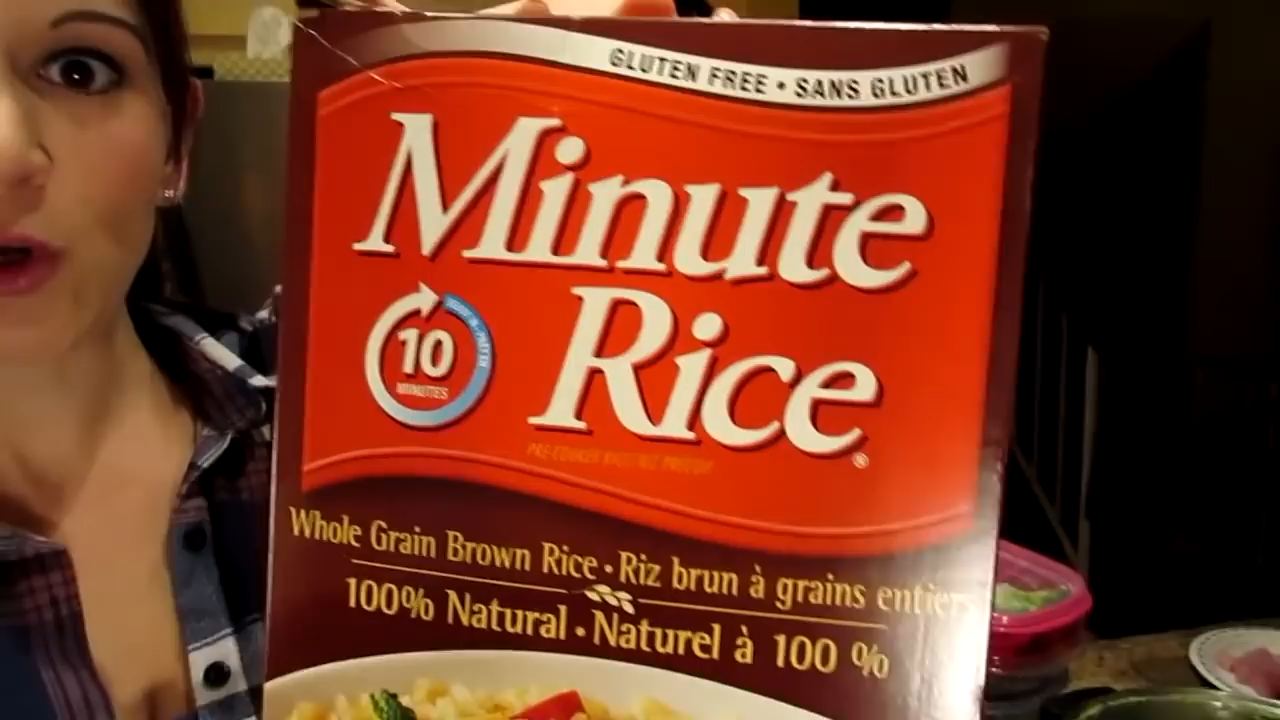 GLUTEN FREE • SANS GLUTEN
Minute
Rice®
10
MINUTES
Whole Grain Brown Rice • Riz brun à grains entiers
100% Natural • Naturel à 100 %